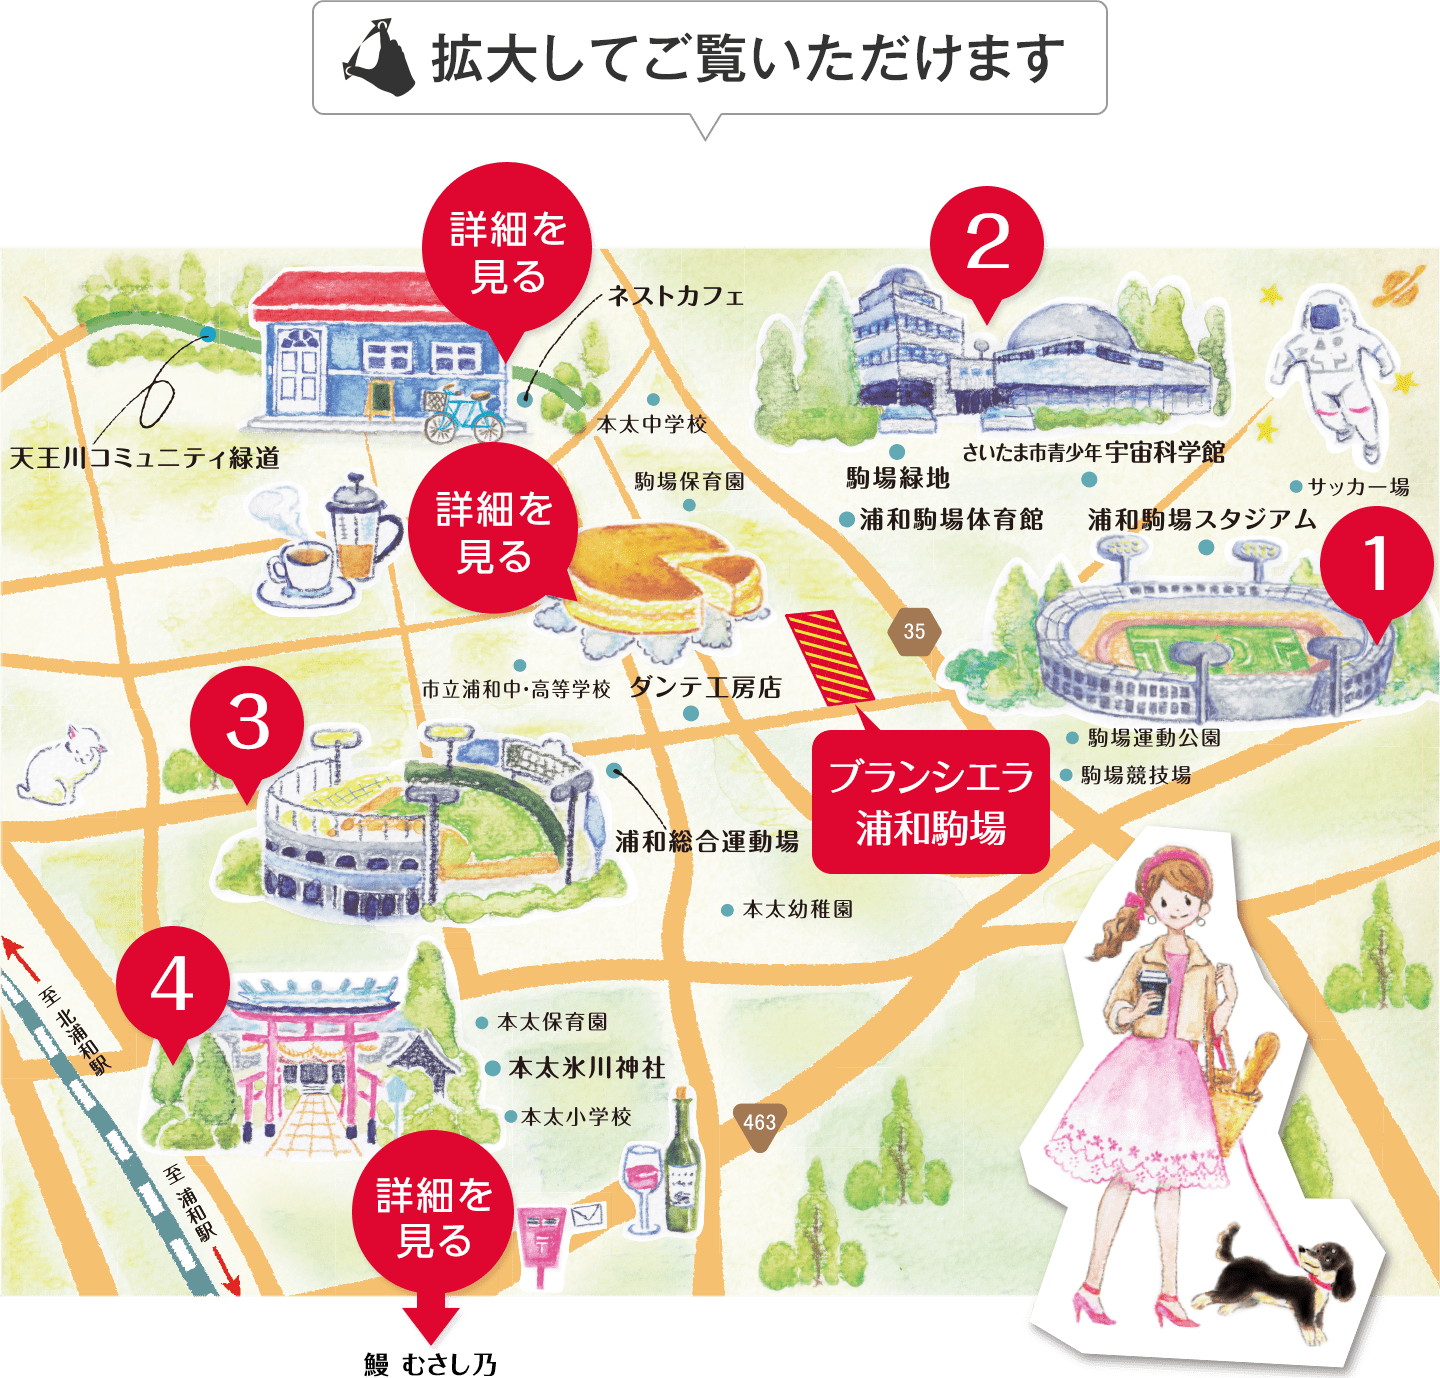 拡大してご覧いただけます
詳細を
見る
2
ネストカフェ
天王川コミュニティ緑道
本太中学校
さいたま市青少年宇宙科学館
駒場緑地
駒場保育園
サッカー場
詳細を
見る
浦和駒場体育館
浦和駒場スタジアム
1
35
市立浦和中・高等学校
ダンテ工房店
3
駒場運動公園
駒場競技場
ブランシエラ
浦和駒場
浦和総合運動場
本太幼稚園
4
至 北浦和駅
本太保育園
本太氷川神社
本太小学校
463
至 浦和駅
詳細を
見る
鰻 むさし乃